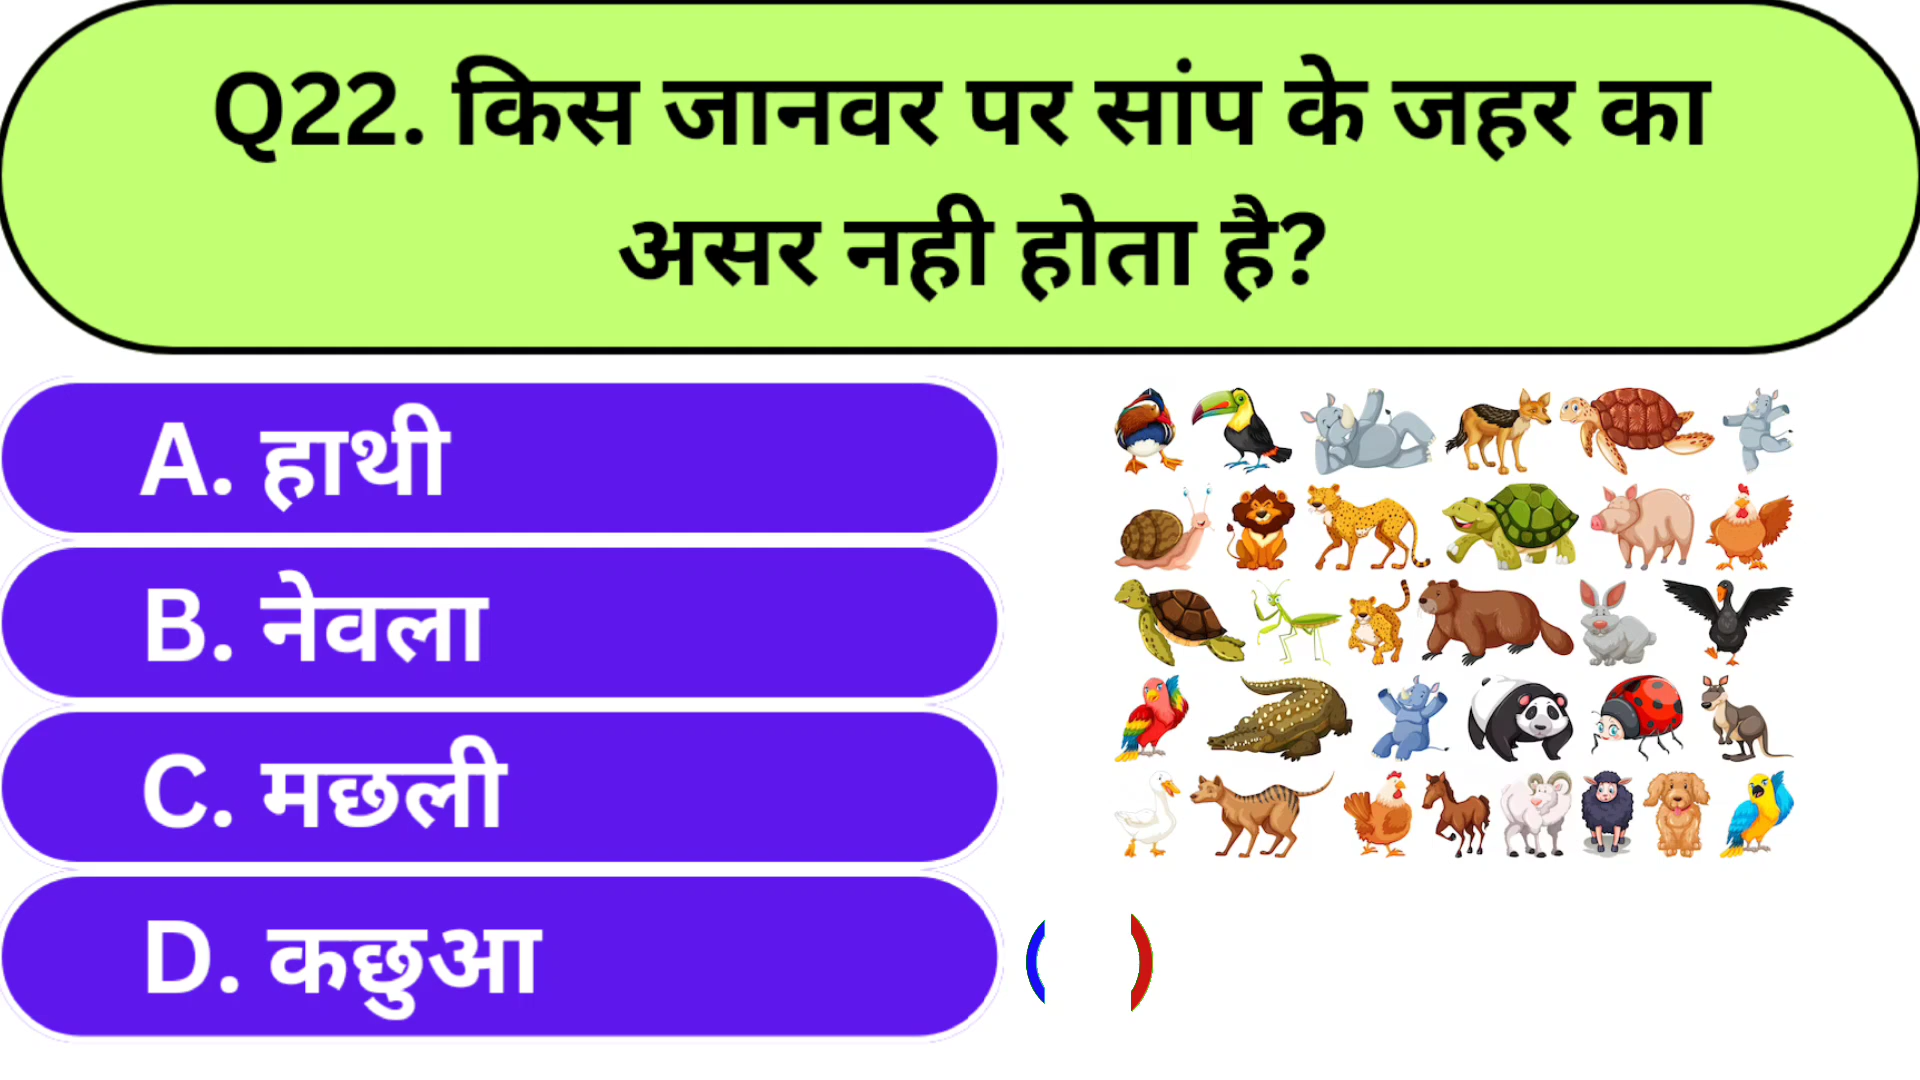 Q22. किस जानवर पर सांप के जहर का
असर नही होता है?
A. हाथी
B. नेवला
C. मछली
D. कछुआ